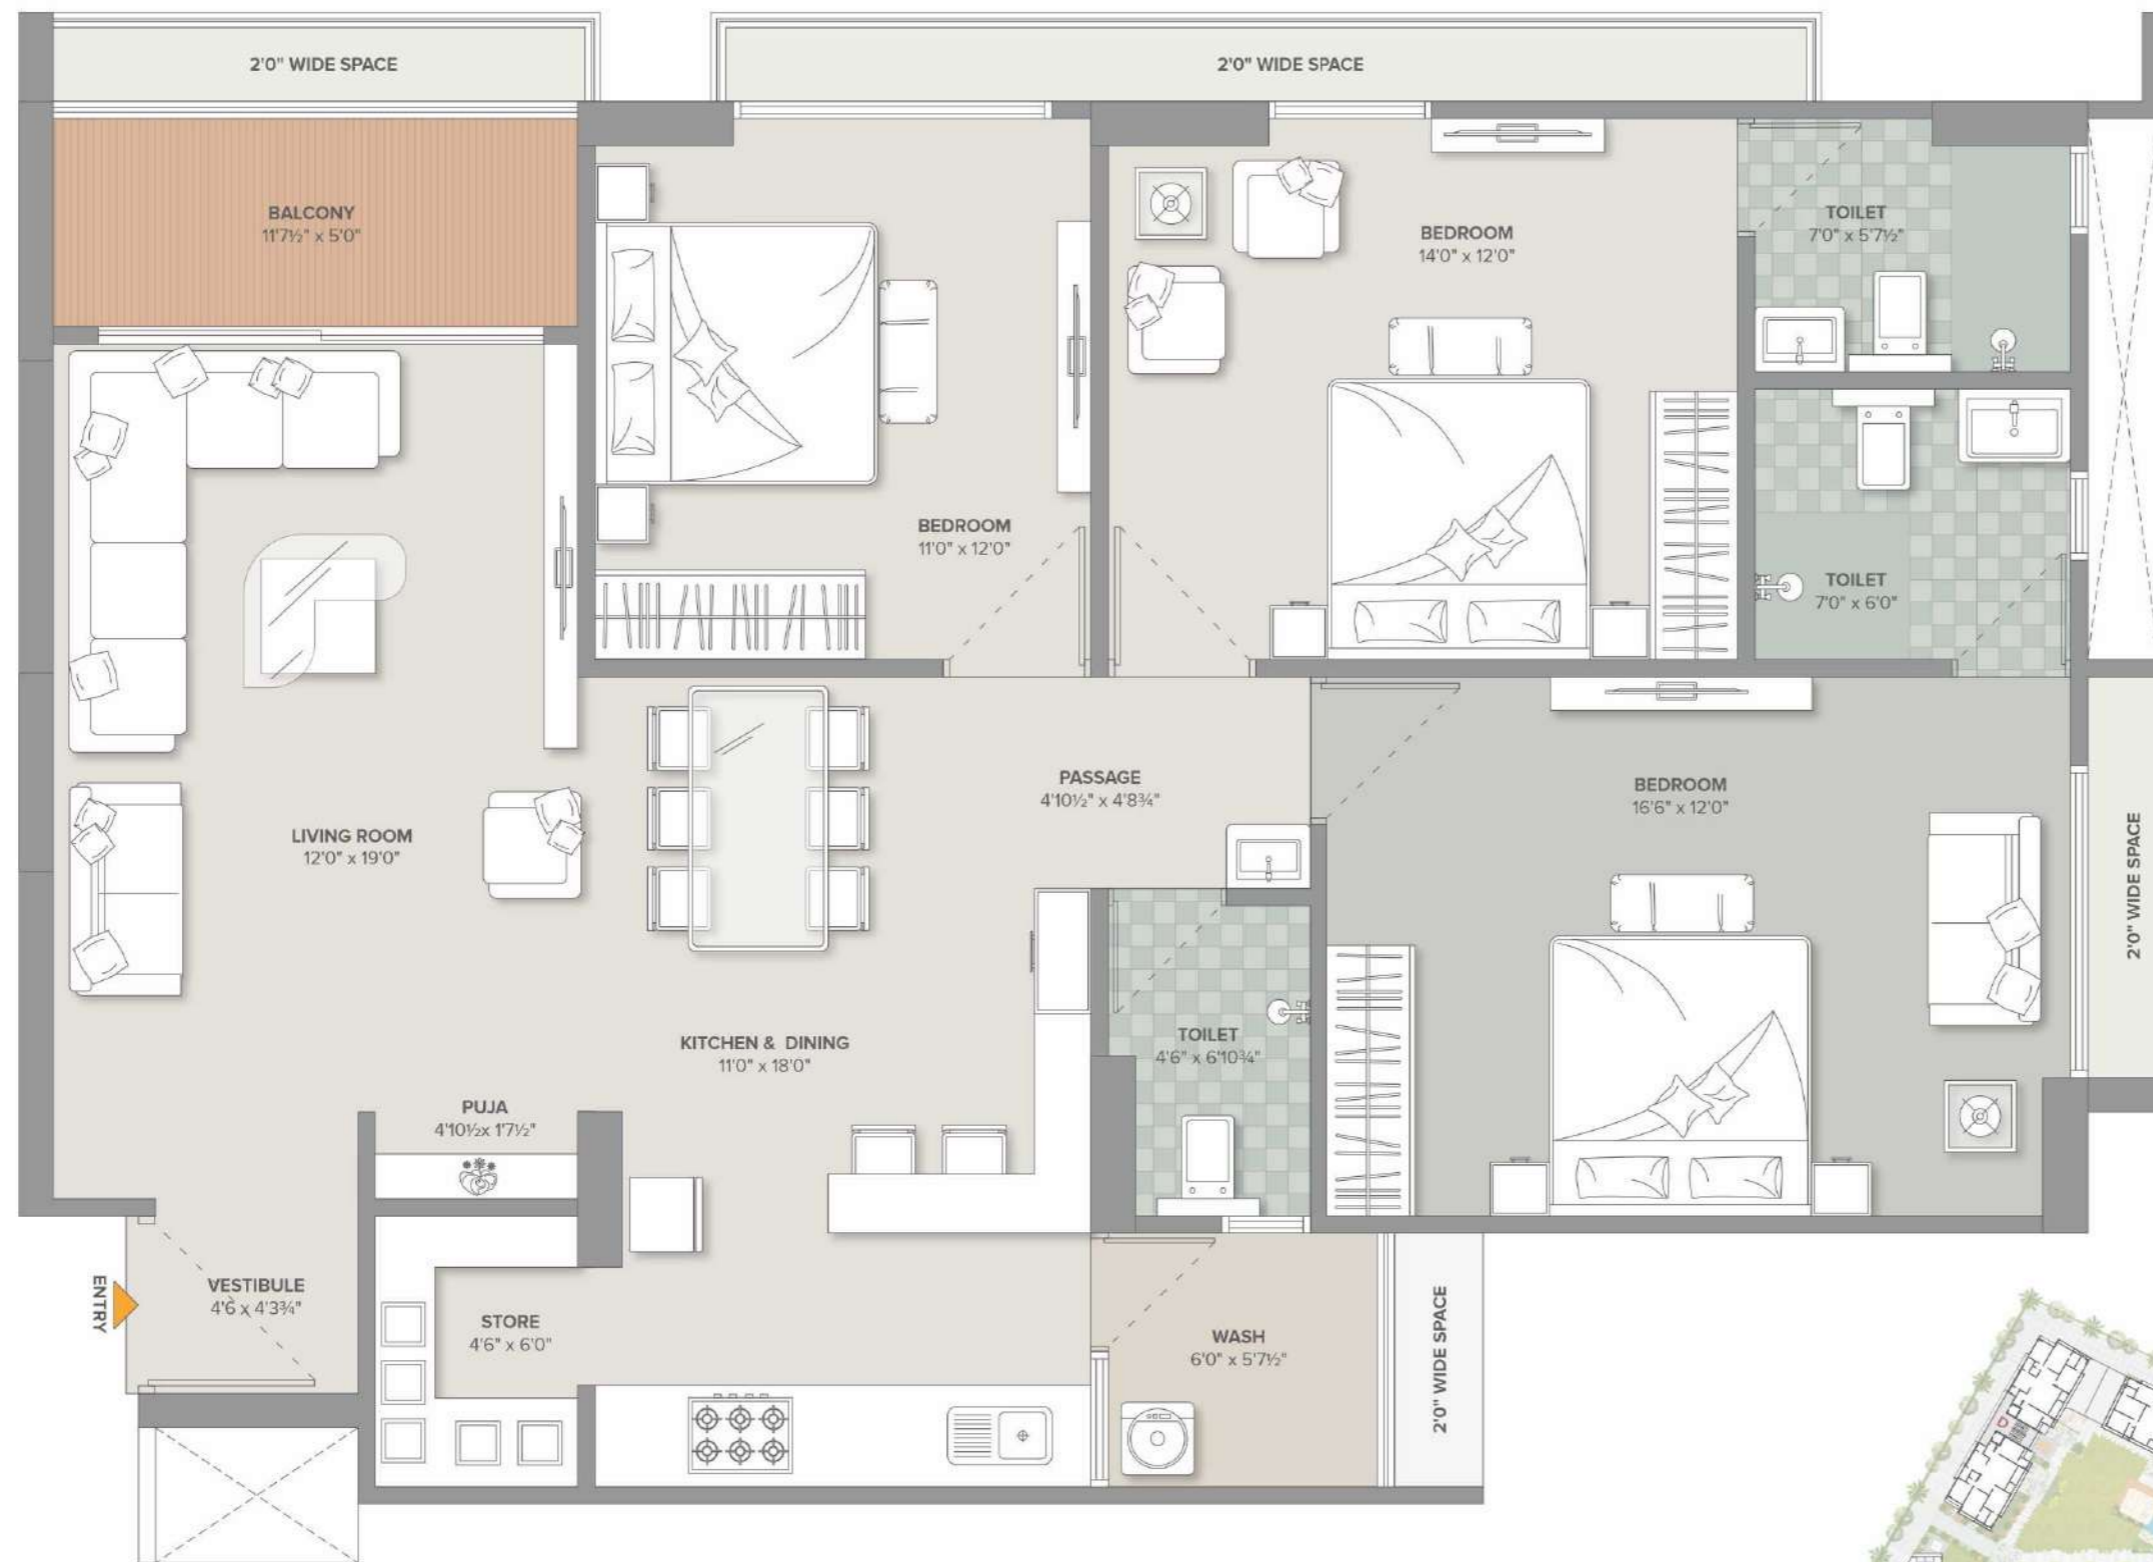 2'0" WIDE SPACE
2'0" WIDE SPACE
BALCONY
11'7½" x 5'0"
BEDROOM
11'0" x 12'0"
BEDROOM
14'0" x 12'0"
TOILET
7'0" x 5'7½"
TOILET
7'0" x 6'0"
LIVING ROOM
12'0" x 19'0"
PASSAGE
4'10½" x 4'8¾"
BEDROOM
16'6" x 12'0"
2'0" WIDE SPACE
KITCHEN & DINING
11'0" x 18'0"
TOILET
4'6" x 6'10¾"
PUJA
4'10½x 1'7½"
ENTRY
VESTIBULE
4'6 x 4'3¾"
STORE
4'6" x 6'0"
WASH
6'0" x 5'7½"
2'0" WIDE SPACE
D